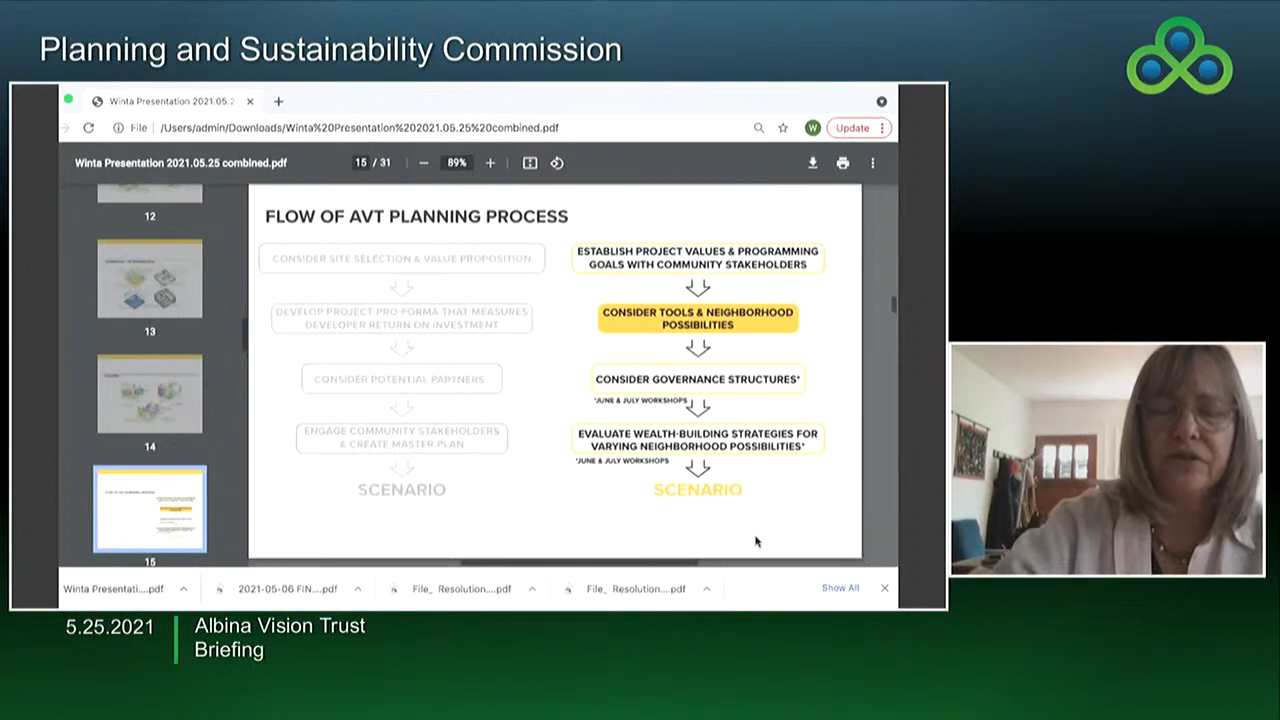 Planning and Sustainability Commission
Winta Presentation 2021.05.2
File
/Users/admin/Downloads/Winta%20Presentation%202021.05.25%20combined.pdf
W
Update
Winta Presentation 2021.05.25 combined.pdf
15 / 31
89%
12
13
14
15
FLOW OF AVT PLANNING PROCESS
CONSIDER SITE SELECTION & VALUE PROPOSITION
DEVELOP PROJECT PRO-FORMA THAT MEASURES
DEVELOPER RETURN ON INVESTMENT
CONSIDER POTENTIAL PARTNERS
ENGAGE COMMUNITY STAKEHOLDERS
& CREATE MASTER PLAN
SCENARIO
ESTABLISH PROJECT VALUES & PROGRAMMING
GOALS WITH COMMUNITY STAKEHOLDERS
CONSIDER TOOLS & NEIGHBORHOOD
POSSIBILITIES
CONSIDER GOVERNANCE STRUCTURES*
*JUNE & JULY WORKSHOPS
EVALUATE WEALTH-BUILDING STRATEGIES FOR
VARYING NEIGHBORHOOD POSSIBILITIES*
*JUNE & JULY WORKSHOPS
SCENARIO
Winta Presentati....pdf
2021-05-06 FIN....pdf
File_ Resolution....pdf
File_ Resolution....pdf
Show All
5.25.2021
Albina Vision Trust
Briefing